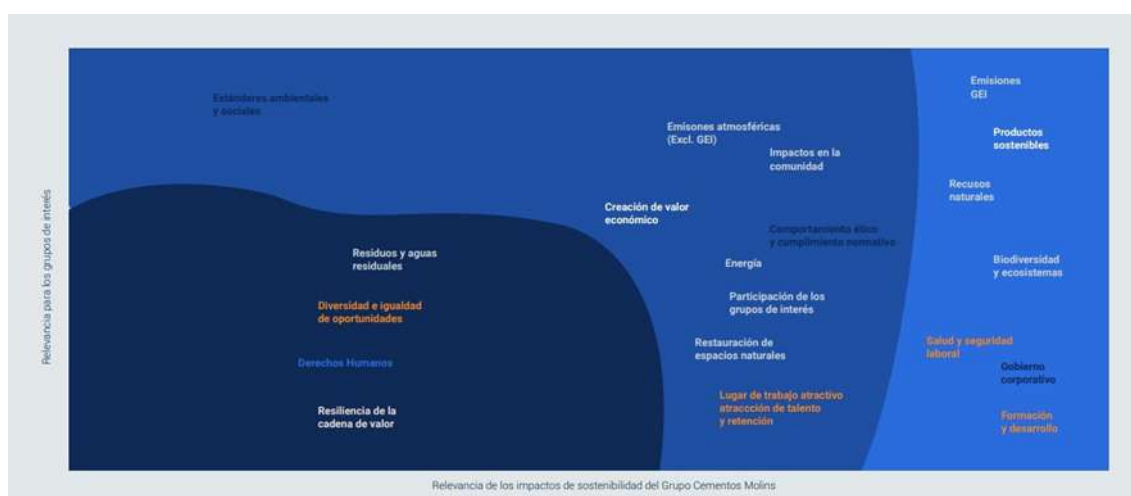 Relevancia para los grupos de interés
Estándares ambientales
y sociales
Emisiones
GEI
Emisones atmosféricas
(Excl. GEI)
Productos
sostenibles
Impactos en la
comunidad
Recusos
naturales
Creación de valor
económico
Comportamiento ético
y cumplimiento normativo
Residuos y aguas
residuales
Energía
Biodiversidad
y ecosistemas
Diversidad e igualdad
de oportunidades
Participación de los
grupos de interés
Restauración de
espacios naturales
Salud y seguridad
laboral
Derechos Humanos
Gobierno
corporativo
Lugar de trabajo atractivo
atraccción de talento
y retención
Resiliencia de la
cadena de valor
Formación
y desarrollo
Relevancia de los impactos de sostenibilidad del Grupo Cementos Molins